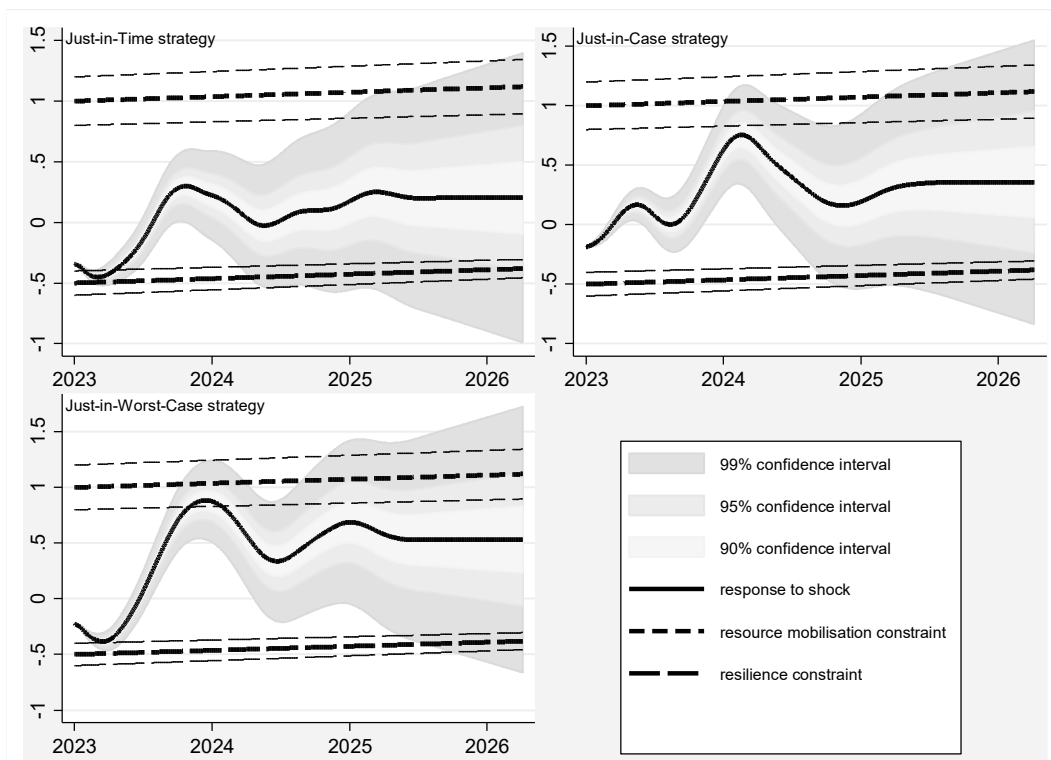 Just-in-Time strategy
1.5
1
.5
0
-.5
-1
2023 2024 2025 2026
Just-in-Case strategy
1.5
1
.5
0
-.5
-1
2023 2024 2025 2026
Just-in-Worst-Case strategy
1.5
1
.5
0
-.5
-1
2023 2024 2025 2026
99% confidence interval
95% confidence interval
90% confidence interval
response to shock
resource mobilisation constraint
resilience constraint